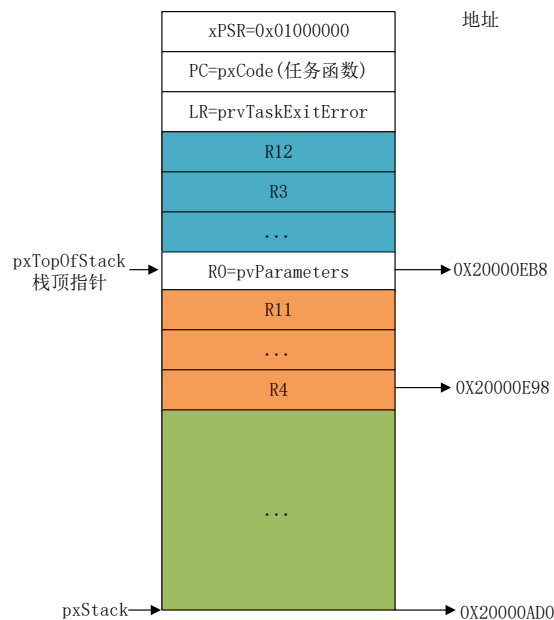 地址
xPSR=0x01000000
PC=pxCode(任务函数)
LR=prvTaskExitError
R12
R3
...
pxTopOfStack
栈顶指针
R0=pvParameters
0X20000EB8
R11
...
R4
0X20000E98
...
pxStack
0X20000AD0